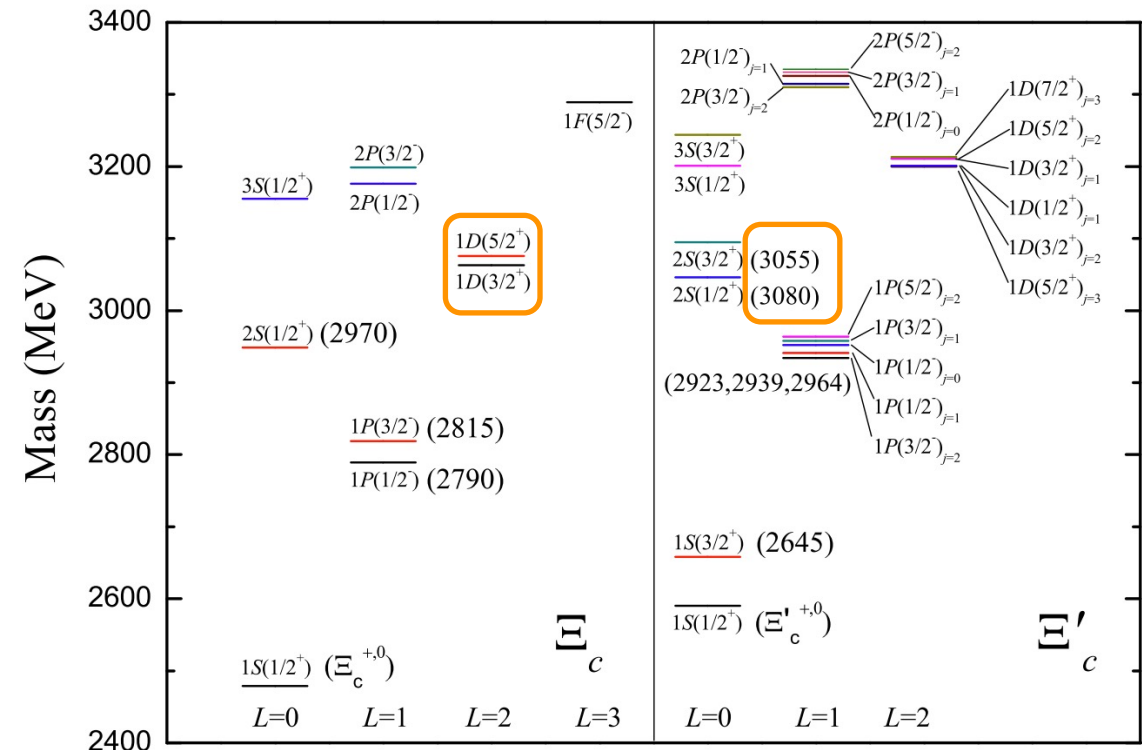 Mass (MeV)
3400
3200
3000
2800
2600
2400
3S(1/2⁺)
2P(3/2⁻)
2P(1/2⁻)
1F(5/2⁻)
1D(5/2⁺)
1D(3/2⁺)
2S(1/2⁺) (2970)
1P(3/2⁻) (2815)
1P(1/2⁻) (2790)
1S(1/2⁺) (Ξc⁺,⁰)
Ξc
L=0 L=1 L=2 L=3
2P(1/2⁻)j=1
2P(3/2⁻)j=2
2P(5/2⁻)j=2
2P(3/2⁻)j=1
2P(1/2⁻)j=0
3S(3/2⁺)
3S(1/2⁺)
1D(7/2⁺)j=3
1D(5/2⁺)j=2
1D(3/2⁺)j=1
1D(1/2⁺)j=1
1D(3/2⁺)j=2
1D(5/2⁺)j=3
2S(3/2⁺) (3055)
2S(1/2⁺) (3080)
1P(5/2⁻)j=2
1P(3/2⁻)j=1
1P(1/2⁻)j=0
1P(1/2⁻)j=1
1P(3/2⁻)j=2
(2923,2939,2964)
1S(3/2⁺) (2645)
1S(1/2⁺) (Ξ'c⁺,⁰)
Ξ'c
L=0 L=1 L=2